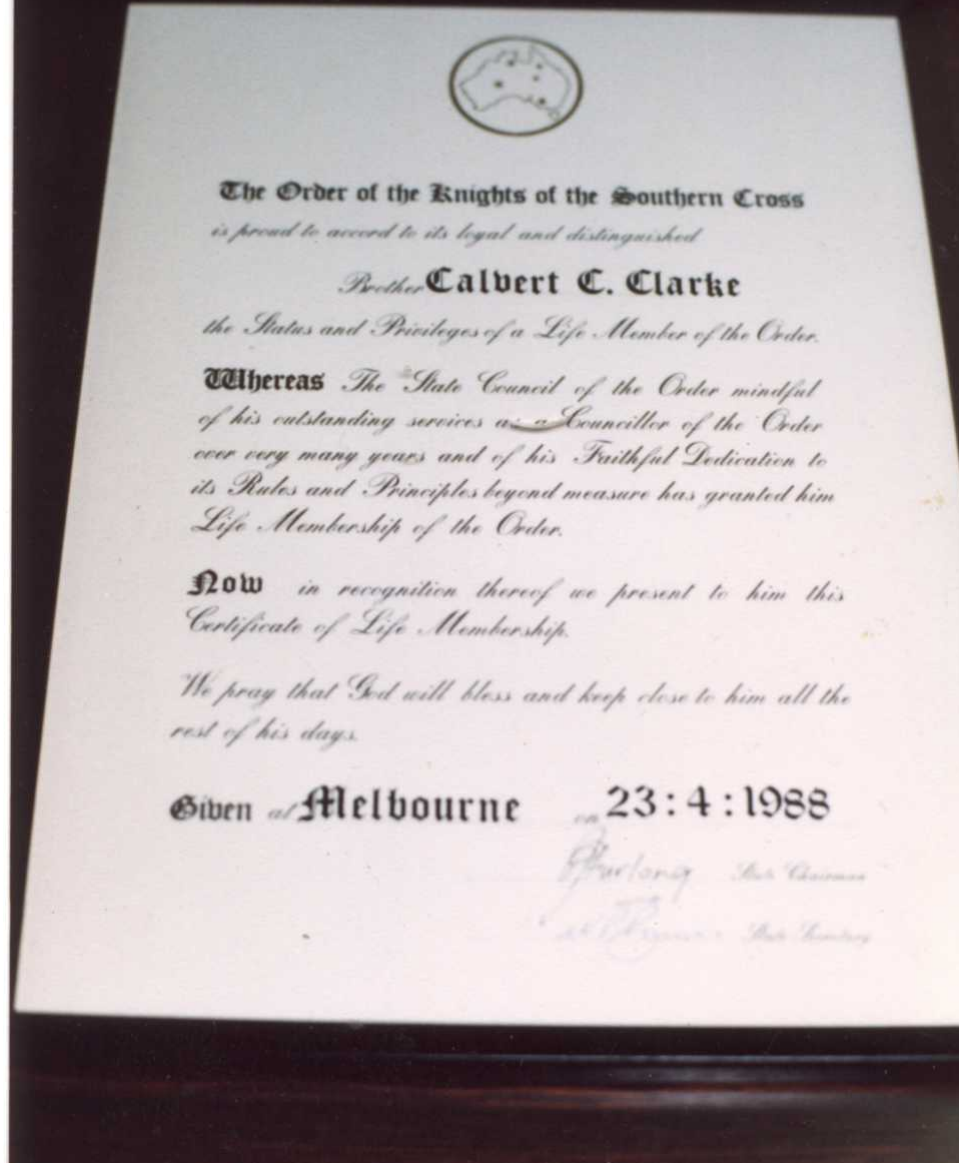 The Order of the Knights of the Southern Cross
is proud to accord to its loyal and distinguished
Brother Calvert C. Clarke
the Status and Privileges of a Life Member of the Order.
Whereas The State Council of the Order mindful
of his outstanding services as a Councillor of the Order
over very many years and of his Faithful Dedication to
its Rules and Principles beyond measure has granted him
Life Membership of the Order.
Now in recognition thereof we present to him this
Certificate of Life Membership.
We pray that God will bless and keep close to him all the
rest of his days.
Given at Melbourne on 23:4:1988
State Chairman
State Secretary